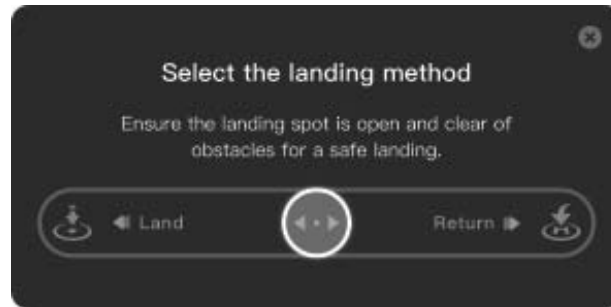 Select the landing method
Ensure the landing spot is open and clear of
obstacles for a safe landing.
Land
Return